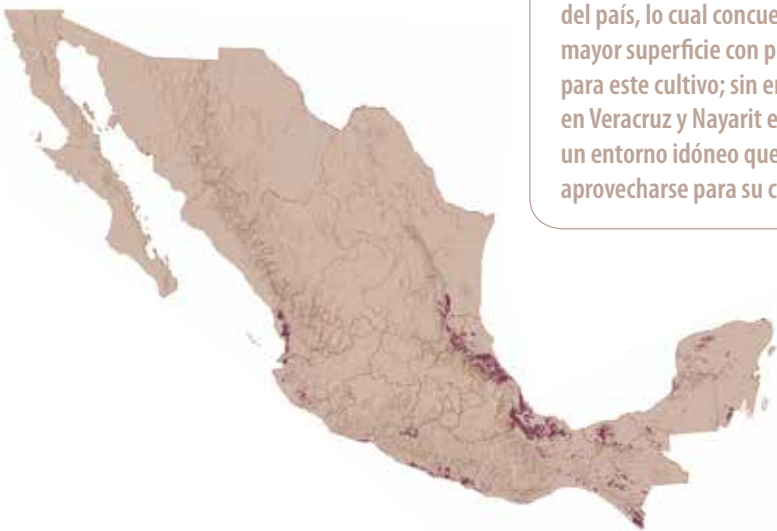 del país, lo cual concue
mayor superficie con p
para este cultivo; sin e
en Veracruz y Nayarit e
un entorno idóneo que
aprovecharse para su c